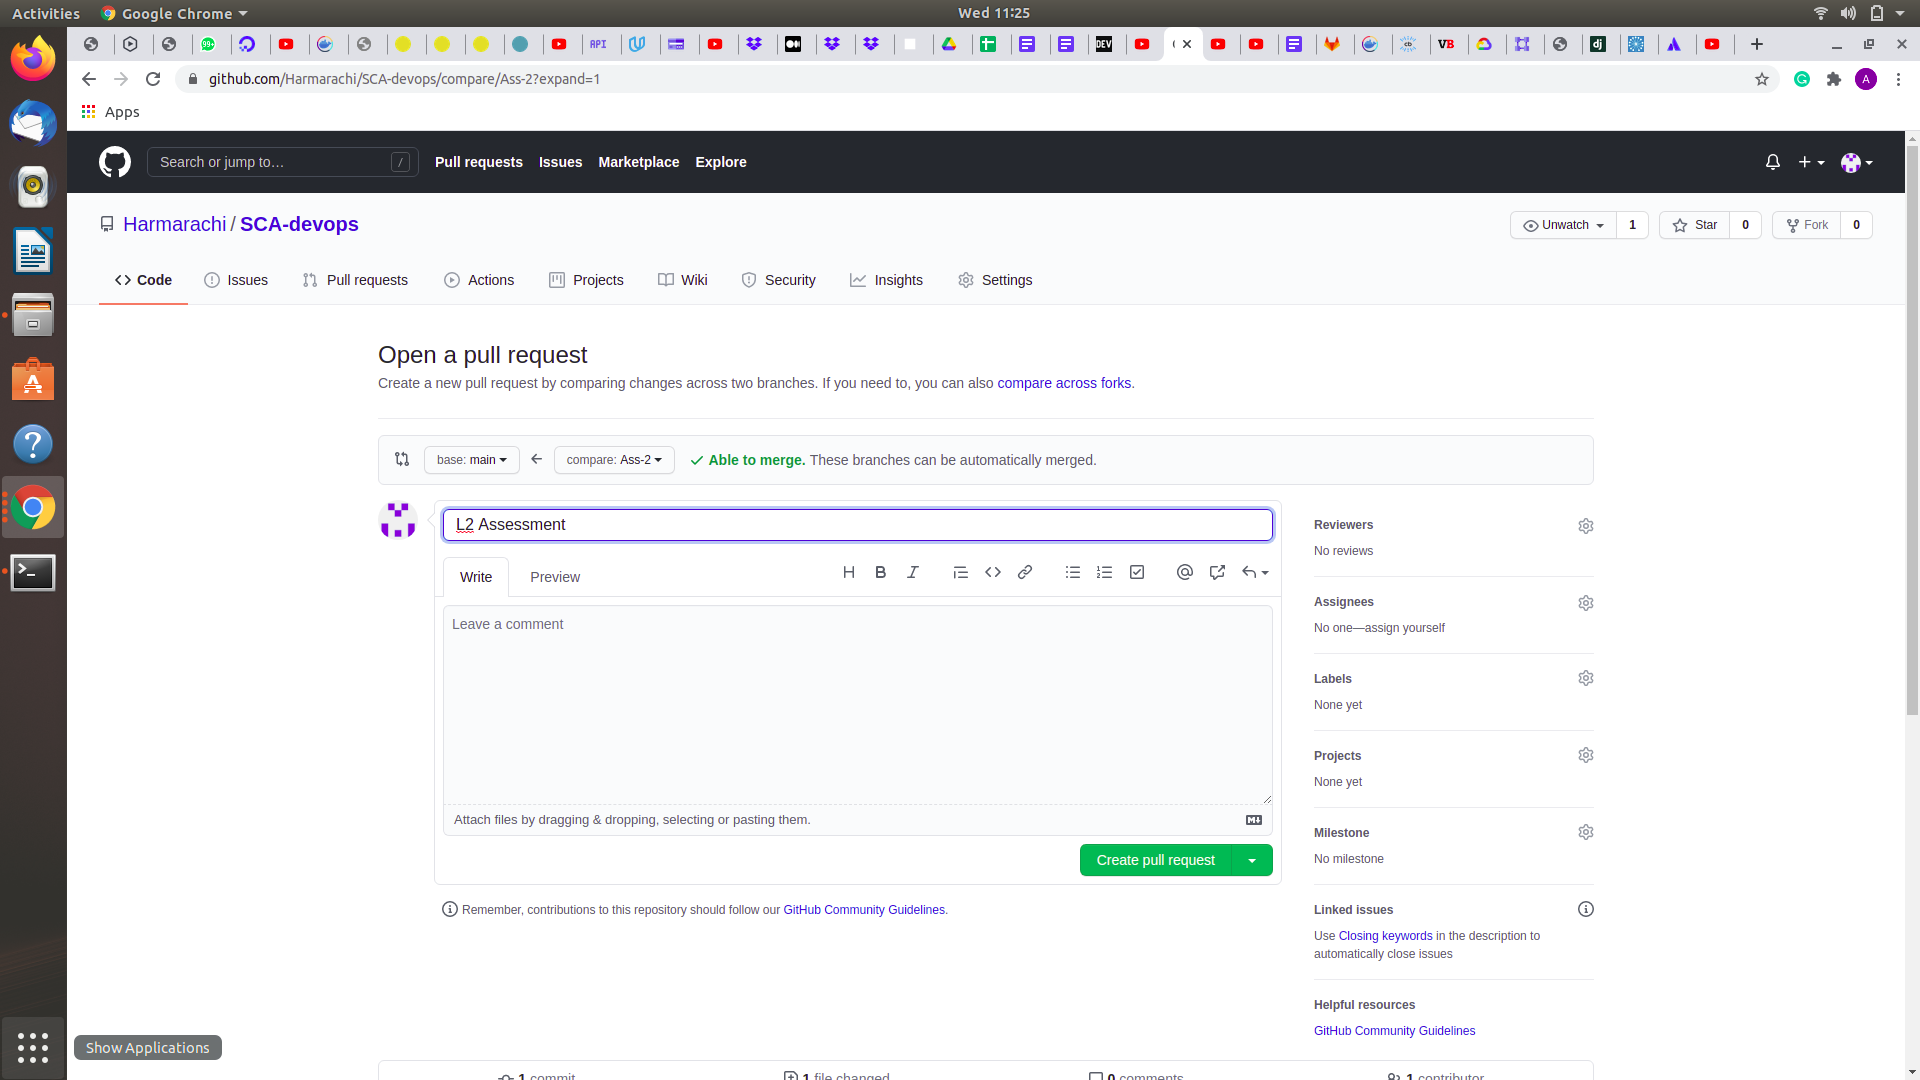 Activities
Google Chrome
Wed 11:25
99+
API
DEV
cb
VB
dj
github.com/Harmarachi/SCA-devops/compare/Ass-2?expand=1
A
Apps
Search or jump to…
/
Pull requests
Issues
Marketplace
Explore
Harmarachi / SCA-devops
Unwatch 1
Star 0
Fork 0
Code
Issues
Pull requests
Actions
Projects
Wiki
Security
Insights
Settings
Open a pull request
Create a new pull request by comparing changes across two branches. If you need to, you can also compare across forks.
base: main
compare: Ass-2
Able to merge. These branches can be automatically merged.
L2 Assessment
Write
Preview
Leave a comment
Attach files by dragging & dropping, selecting or pasting them.
Create pull request
Remember, contributions to this repository should follow our GitHub Community Guidelines.
Reviewers
No reviews
Assignees
No one—assign yourself
Labels
None yet
Projects
None yet
Milestone
No milestone
Linked issues
Use Closing keywords in the description to
automatically close issues
Helpful resources
GitHub Community Guidelines
Show Applications
1 commit
1 file changed
0 comments
1 contributor